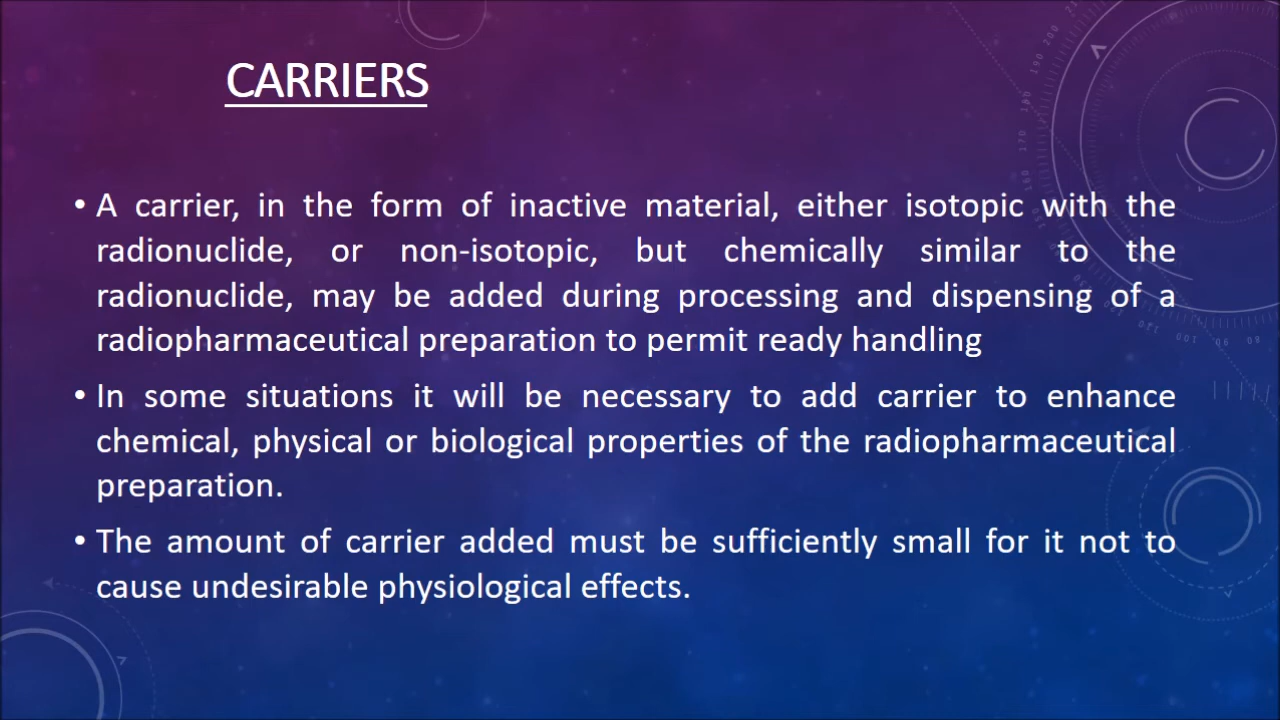 CARRIERS
• A carrier, in the form of inactive material, either isotopic with the
radionuclide, or non-isotopic, but chemically similar to the
radionuclide, may be added during processing and dispensing of a
radiopharmaceutical preparation to permit ready handling
• In some situations it will be necessary to add carrier to enhance
chemical, physical or biological properties of the radiopharmaceutical
preparation.
• The amount of carrier added must be sufficiently small for it not to
cause undesirable physiological effects.